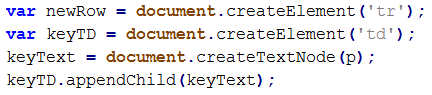 var newRow = document.createElement('tr');
var keyTD = document.createElement('td');
keyText = document.createTextNode(p);
keyTD.appendChild(keyText);